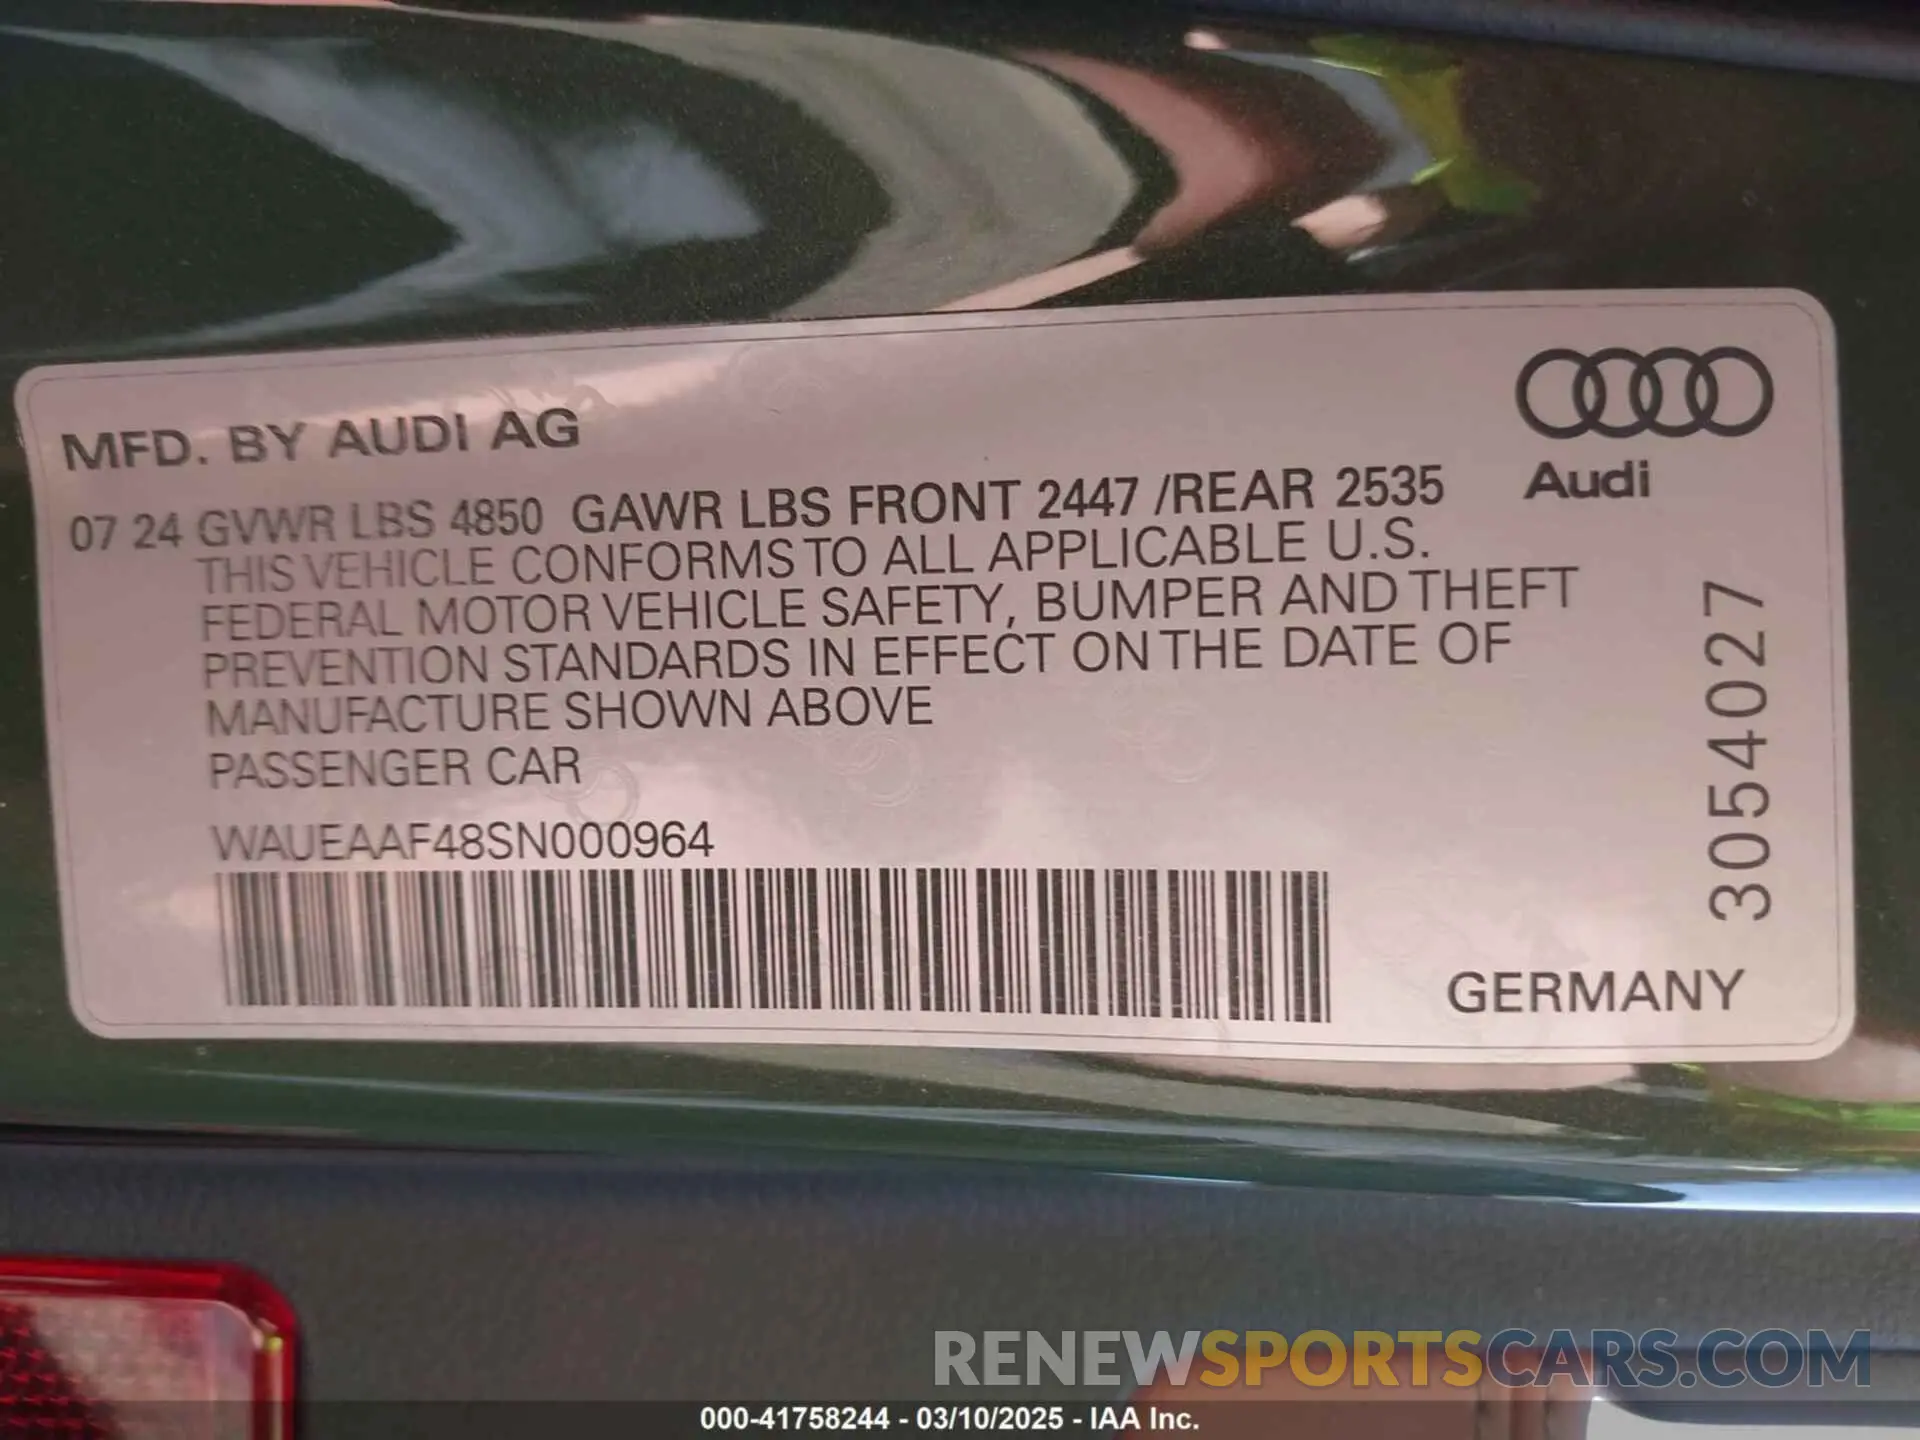 MFD. BY AUDI AG
Audi
07 24 GVWR LBS 4850 GAWR LBS FRONT 2447 /REAR 2535
THIS VEHICLE CONFORMS TO ALL APPLICABLE U.S.
FEDERAL MOTOR VEHICLE SAFETY, BUMPER AND THEFT
PREVENTION STANDARDS IN EFFECT ON THE DATE OF
MANUFACTURE SHOWN ABOVE
PASSENGER CAR
WAUEAAF48SN000964
3054027
GERMANY
RENEWSPORTSCARS.COM
000-41758244 - 03/10/2025 - IAA Inc.